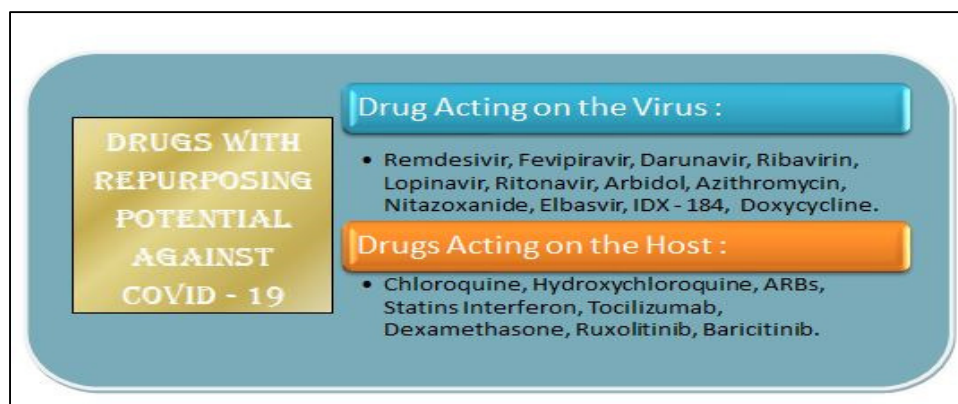 DRUGS WITH
REPURPOSING
POTENTIAL
AGAINST
COVID - 19
Drug Acting on the Virus :
• Remdesivir, Fevipiravir, Darunavir, Ribavirin,
Lopinavir, Ritonavir, Arbidol, Azithromycin,
Nitazoxanide, Elbasvir, IDX - 184, Doxycycline.
Drugs Acting on the Host :
• Chloroquine, Hydroxychloroquine, ARBs,
Statins Interferon, Tocilizumab,
Dexamethasone, Ruxolitinib, Baricitinib.